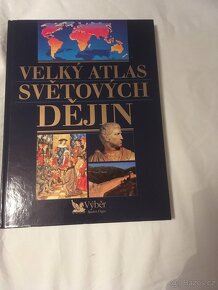 VELKÝ ATLAS
SVĚTOVÝCH
DĚJIN
Výběr